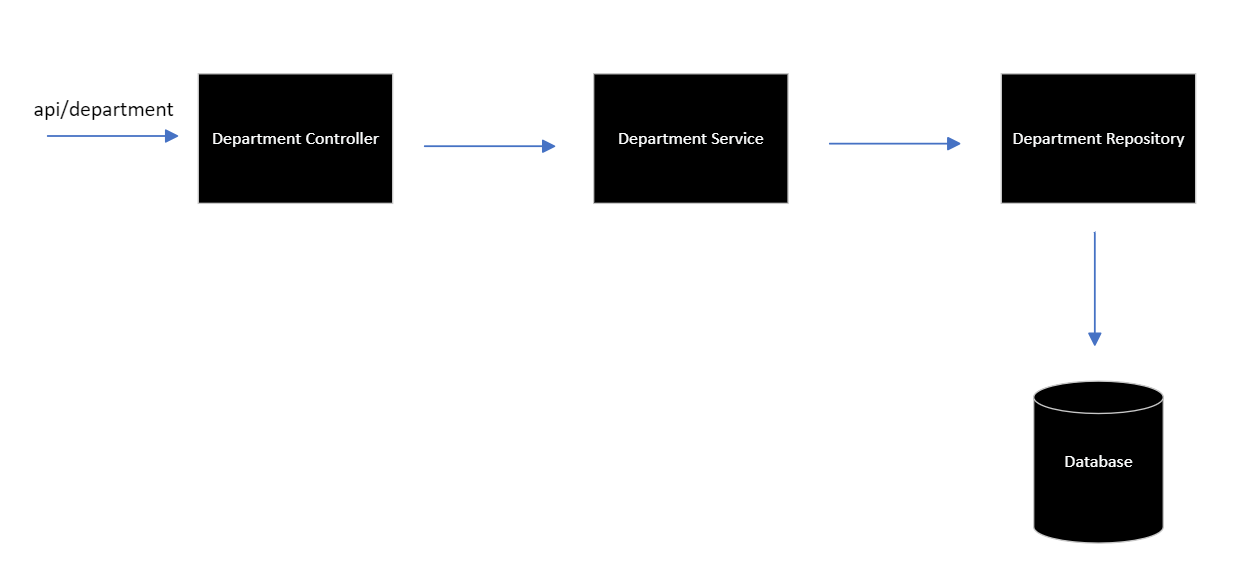 api/department
Department Controller
Department Service
Department Repository
Database